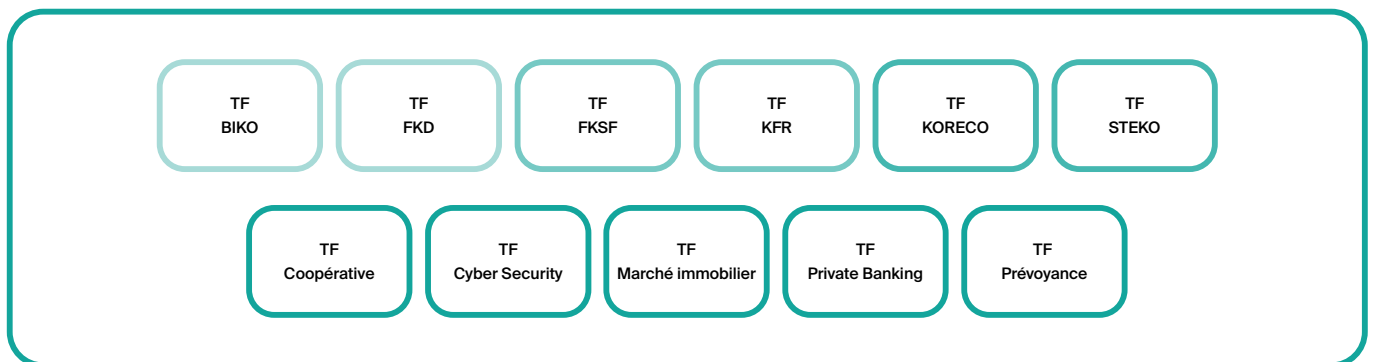 TF
BIKO
TF
FKD
TF
FKSF
TF
KFR
TF
KORECO
TF
STEKO
TF
Coopérative
TF
Cyber Security
TF
Marché immobilier
TF
Private Banking
TF
Prévoyance